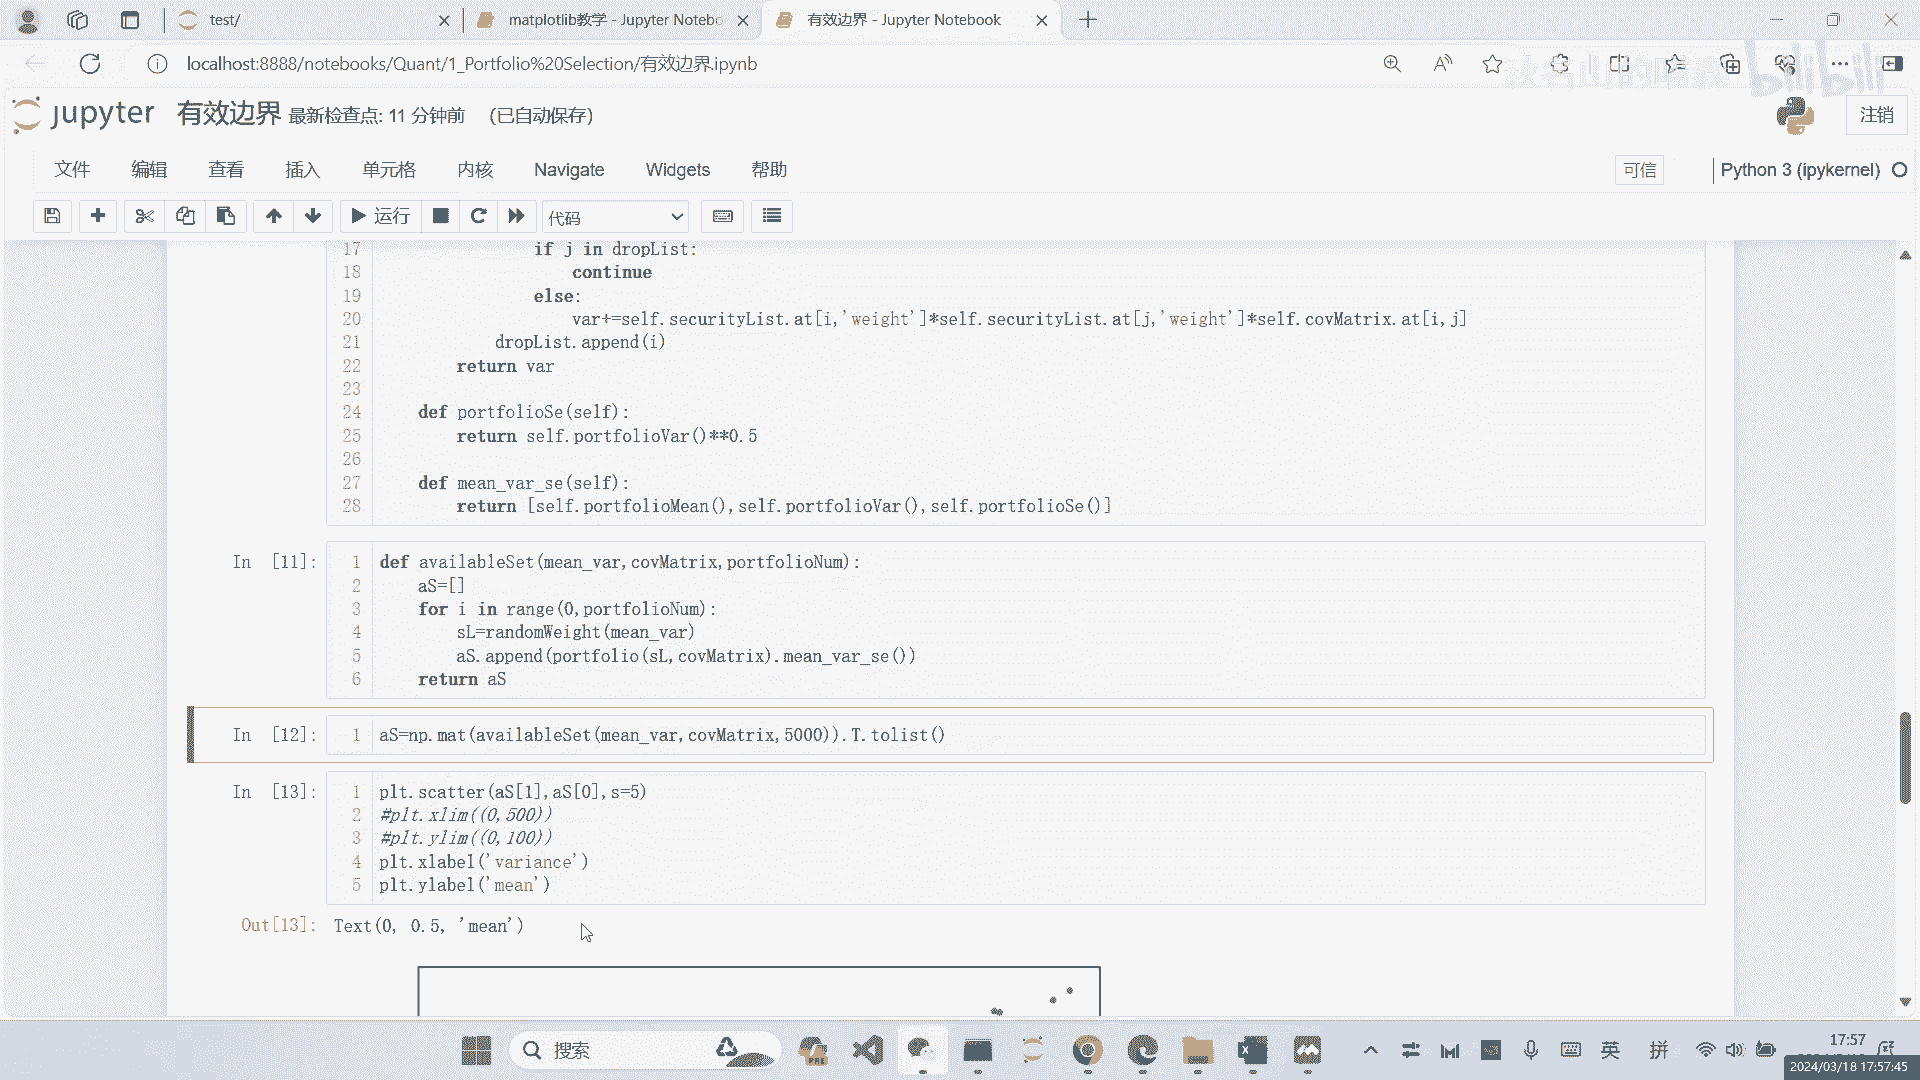 test/
matplotlib教学 - Jupyter Notebo
有效边界 - Jupyter Notebook
localhost:8888/notebooks/Quant/1_Portfolio%20Selection/有效边界.ipynb
bilibili
jupyter 有效边界 最新检查点: 11 分钟前 (已自动保存)
注销
文件 编辑 查看 插入 单元格 内核 Navigate Widgets 帮助
可信 Python 3 (ipykernel)
运行 代码
17 if j in dropList:
18 continue
19 else:
20 var+=self.securityList.at[i,'weight']*self.securityList.at[j,'weight']*self.covMatrix.at[i,j]
21 dropList.append(i)
22 return var
23
24 def portfolioSe(self):
25 return self.portfolioVar()**0.5
26
27 def mean_var_se(self):
28 return [self.portfolioMean(),self.portfolioVar(),self.portfolioSe()]
In [11]: 1 def availableSet(mean_var,covMatrix,portfolioNum):
2 aS=[]
3 for i in range(0,portfolioNum):
4 sL=randomWeight(mean_var)
5 aS.append(portfolio(sL,covMatrix).mean_var_se())
6 return aS
In [12]: 1 aS=np.mat(availableSet(mean_var,covMatrix,5000)).T.tolist()
In [13]: 1 plt.scatter(aS[1],aS[0],s=5)
2 #plt.xlim((0,500))
3 #plt.ylim((0,100))
4 plt.xlabel('variance')
5 plt.ylabel('mean')
Out[13]: Text(0, 0.5, 'mean')
搜索
PRE
英
拼
17:57
2024/03/18 17:57:45